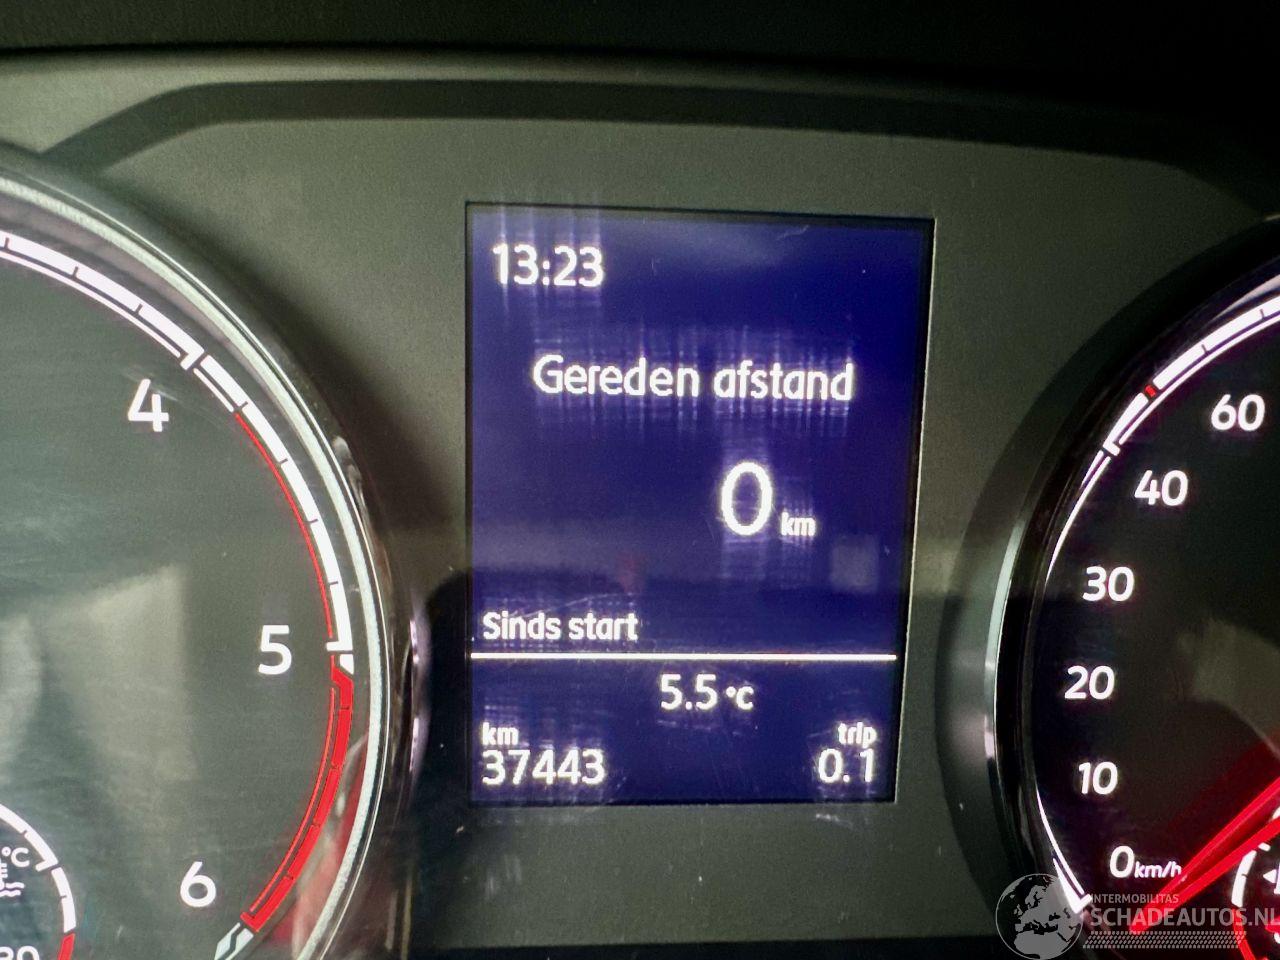 13:23
Gereden afstand
0 km
Sinds start
5.5 °C
km
trip
37443
0.1
4
5
6
°C
60
40
30
20
10
0 km/h
INTERMOBILITAS
SCHADEAUTOS.NL